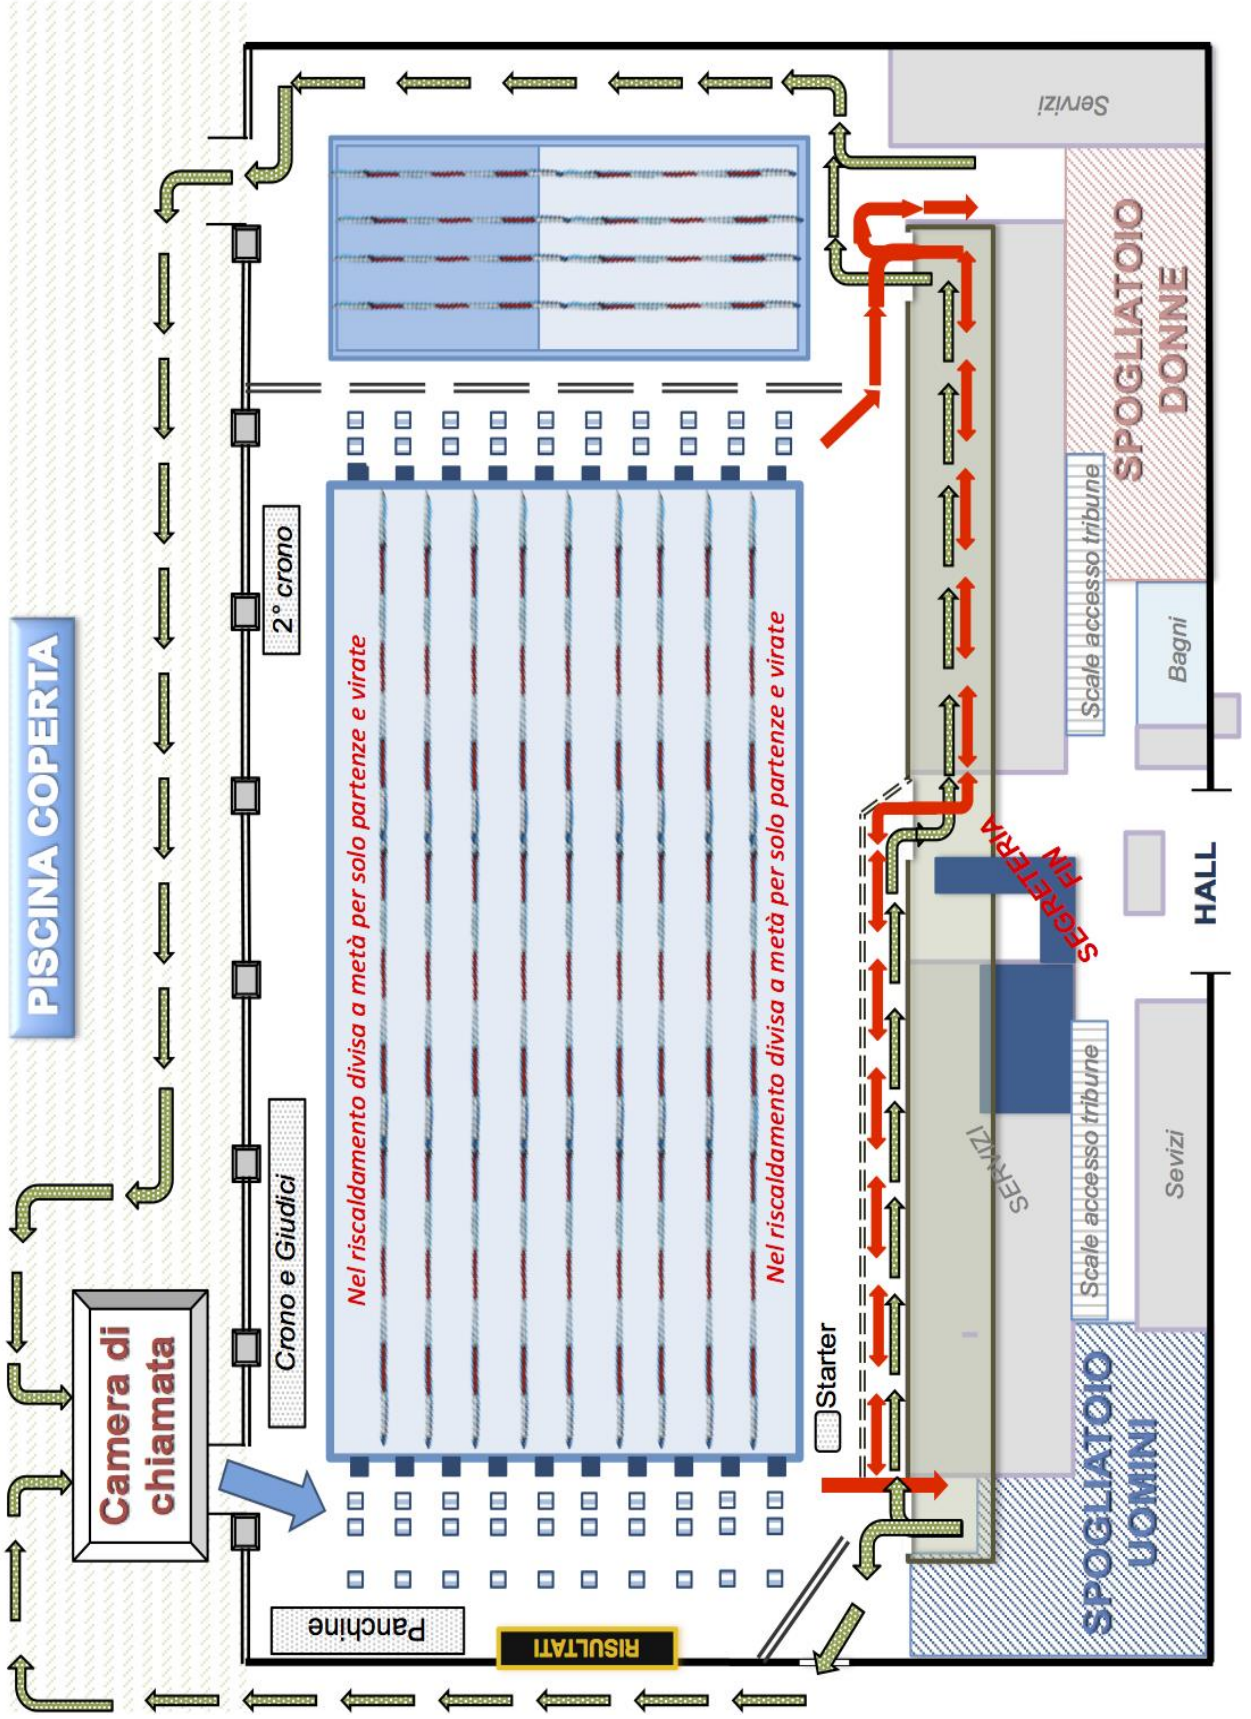 PISCINA COPERTA
Camera di
chiamata
Crono e Giudici
2.° crono
Panchine
RISULTATI
Nel riscaldamento divisa a metà per solo partenze e virate
Nel riscaldamento divisa a metà per solo partenze e virate
Starter
SPOGLIATOIO
UOMINI
SERVIZI
Scale accesso tribune
Sevizi
SEGRETERIA
FIN
HALL
Scale accesso tribune
Bagni
SPOGLIATOIO
DONNE
Servizi